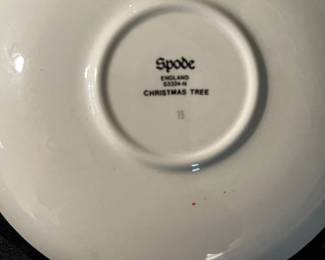 Spode
ENGLAND
S3324-N
CHRISTMAS TREE